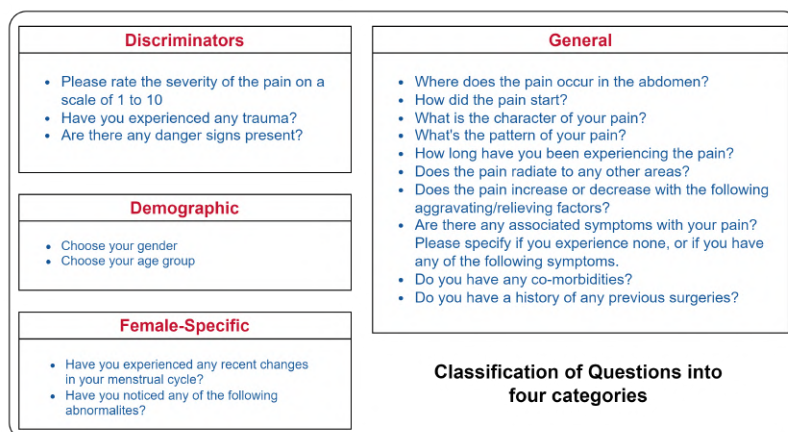 Discriminators
• Please rate the severity of the pain on a
scale of 1 to 10
• Have you experienced any trauma?
• Are there any danger signs present?
Demographic
• Choose your gender
• Choose your age group
Female-Specific
• Have you experienced any recent changes
in your menstrual cycle?
• Have you noticed any of the following
abnormalites?
General
• Where does the pain occur in the abdomen?
• How did the pain start?
• What is the character of your pain?
• What's the pattern of your pain?
• How long have you been experiencing the pain?
• Does the pain radiate to any other areas?
• Does the pain increase or decrease with the following
aggravating/relieving factors?
• Are there any associated symptoms with your pain?
Please specify if you experience none, or if you have
any of the following symptoms.
• Do you have any co-morbidities?
• Do you have a history of any previous surgeries?
Classification of Questions into
four categories